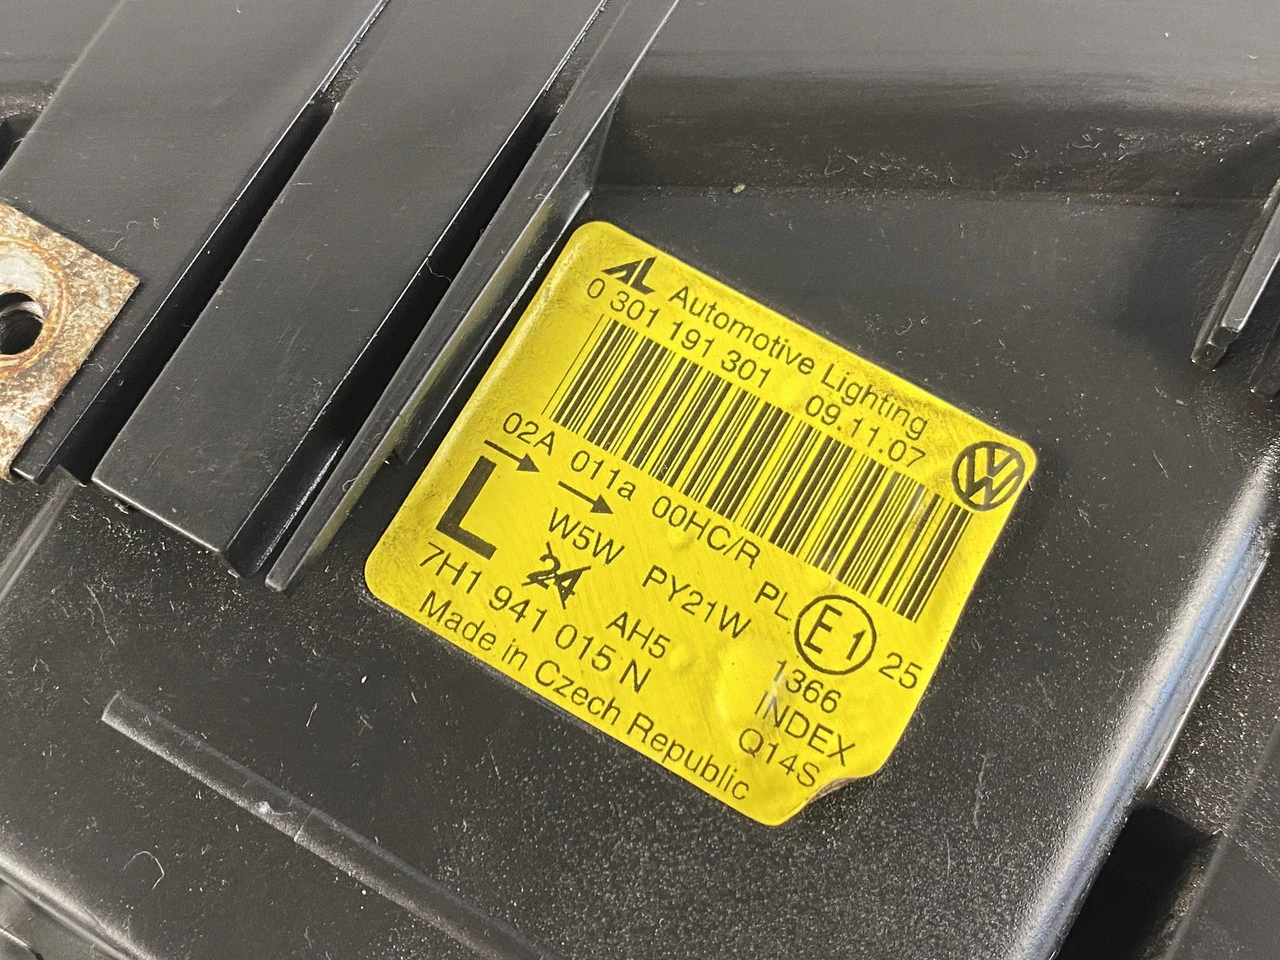 AL Automotive Lighting
0 301 191 301 09.11.07
VW
02A 011a 00HC/R PL E1 25
L W5W PY21W 1366
24 AH5 INDEX
7H1 941 015 N Q14S
Made in Czech Republic